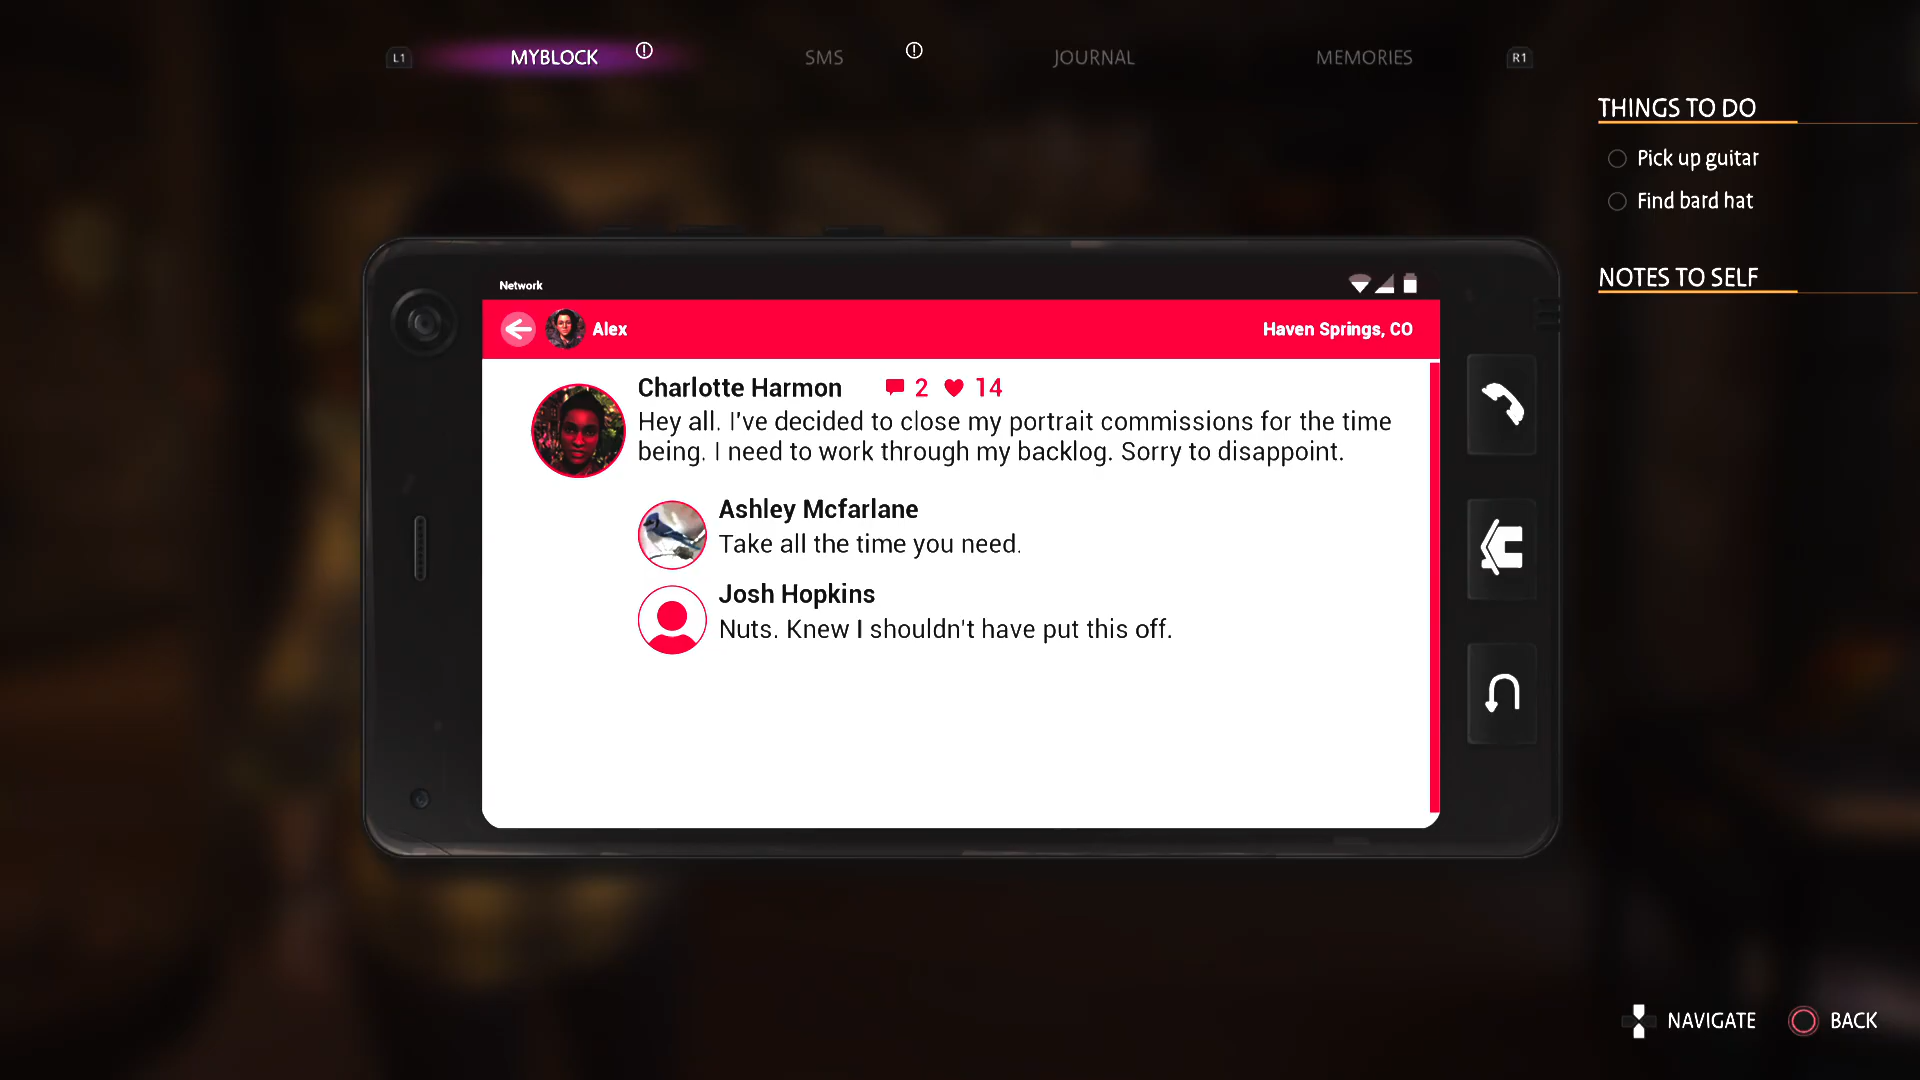 L1
MYBLOCK
SMS
JOURNAL
MEMORIES
R1
THINGS TO DO
Pick up guitar
Find bard hat
NOTES TO SELF
Network
Alex
Haven Springs, CO
Charlotte Harmon 2 14
Hey all. I've decided to close my portrait commissions for the time
being. I need to work through my backlog. Sorry to disappoint.
Ashley Mcfarlane
Take all the time you need.
Josh Hopkins
Nuts. Knew I shouldn't have put this off.
NAVIGATE
BACK